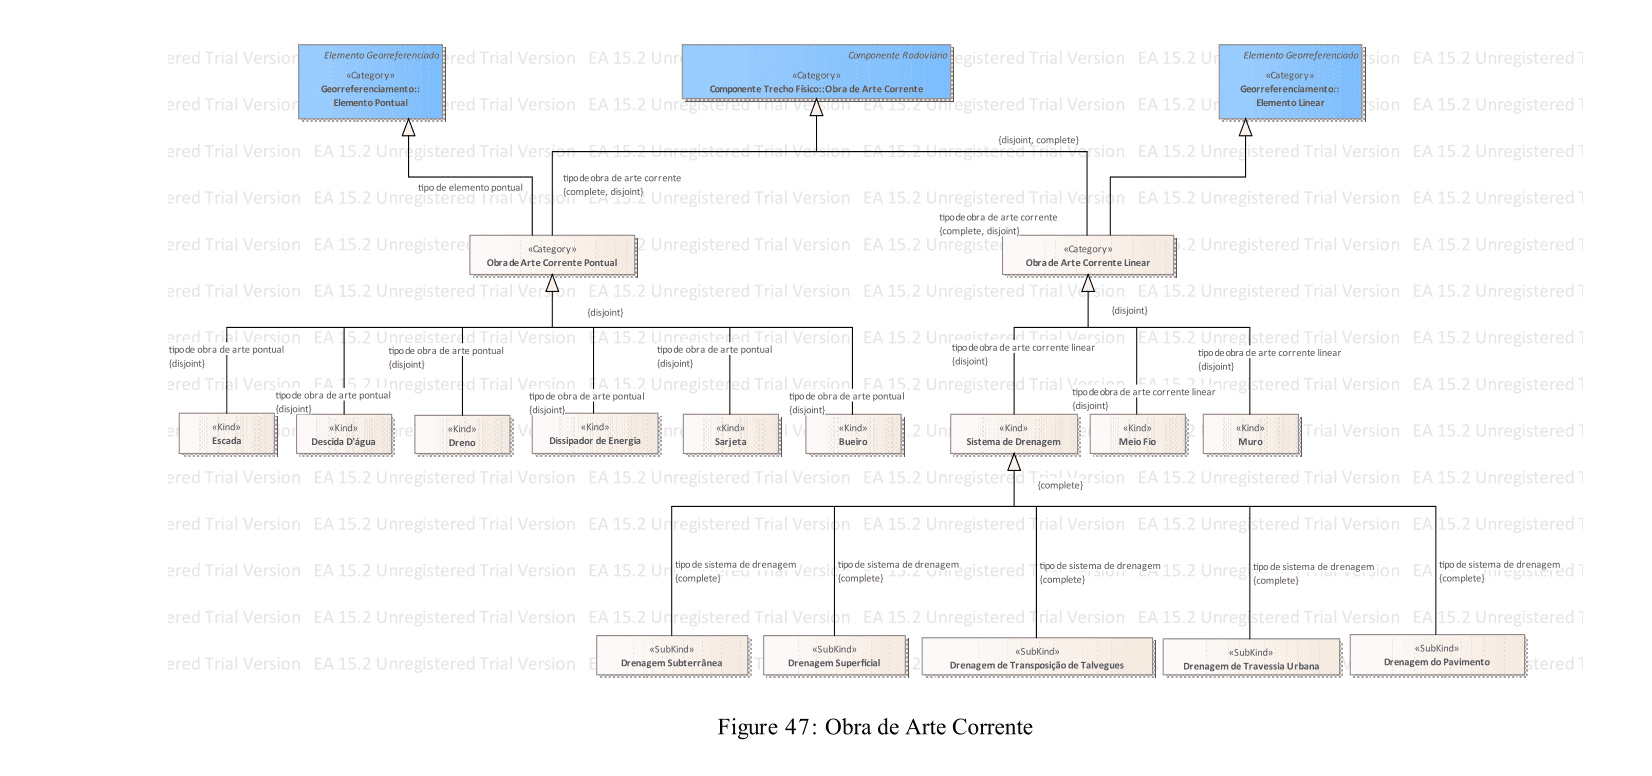 Elemento Georreferenciado
«Category»
Georreferenciamento::
Elemento Pontual
Componente Rodoviário
«Category»
Componente Trecho Físico::Obra de Arte Corrente
Elemento Georreferenciado
«Category»
Georreferenciamento::
Elemento Linear
{disjoint, complete}
tipo de elemento pontual
tipo de obra de arte corrente
{complete, disjoint}
tipo de obra de arte corrente
{complete, disjoint}
«Category»
Obra de Arte Corrente Pontual
«Category»
Obra de Arte Corrente Linear
{disjoint}
{disjoint}
tipo de obra de arte pontual
{disjoint}
tipo de obra de arte pontual
{disjoint}
tipo de obra de arte pontual
{disjoint}
tipo de obra de arte pontual
{disjoint}
tipo de obra de arte pontual
{disjoint}
tipo de obra de arte pontual
{disjoint}
tipo de obra de arte corrente linear
{disjoint}
tipo de obra de arte corrente linear
{disjoint}
tipo de obra de arte corrente linear
{disjoint}
«Kind»
Escada
«Kind»
Descida D'água
«Kind»
Dreno
«Kind»
Dissipador de Energia
«Kind»
Sarjeta
«Kind»
Bueiro
«Kind»
Sistema de Drenagem
«Kind»
Meio Fio
«Kind»
Muro
{complete}
tipo de sistema de drenagem
{complete}
tipo de sistema de drenagem
{complete}
tipo de sistema de drenagem
{complete}
tipo de sistema de drenagem
{complete}
tipo de sistema de drenagem
{complete}
«SubKind»
Drenagem Subterrânea
«SubKind»
Drenagem Superficial
«SubKind»
Drenagem de Transposição de Talvegues
«SubKind»
Drenagem de Travessia Urbana
«SubKind»
Drenagem do Pavimento
EA 15.2 Unregistered Trial Version
Figure 47: Obra de Arte Corrente